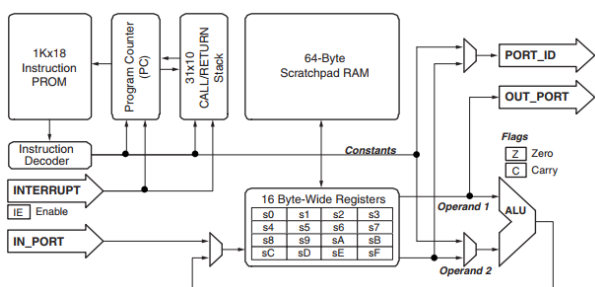 1Kx18
Instruction
PROM
Program Counter
(PC)
31x10
CALL/RETURN
Stack
64-Byte
Scratchpad RAM
PORT_ID
OUT_PORT
Instruction
Decoder
Constants
Flags
Z Zero
C Carry
INTERRUPT
IE Enable
16 Byte-Wide Registers
s0 s1 s2 s3
s4 s5 s6 s7
s8 s9 sA sB
sC sD sE sF
Operand 1
ALU
IN_PORT
Operand 2